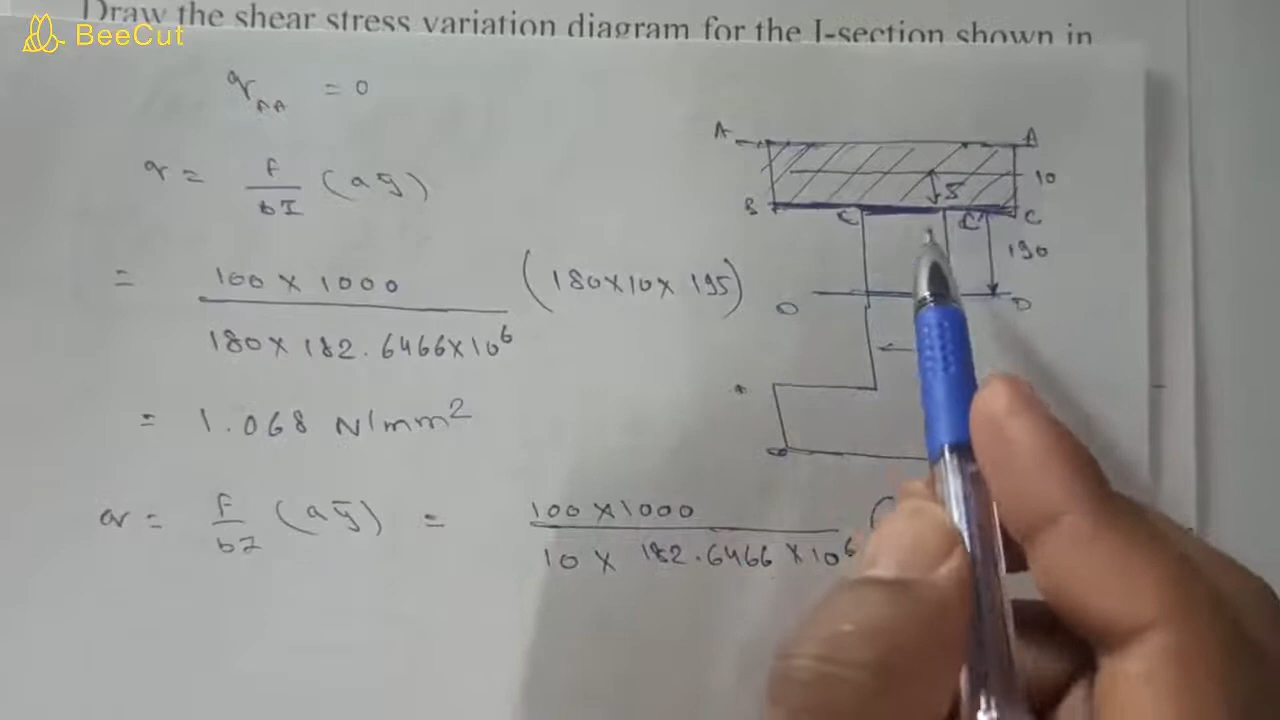 Draw the shear stress variation diagram for the I-section shown in
BeeCut
qAA = 0
q = F/bI (aȳ)
= 100 × 1000 / 180 × 182.6466 × 10^6 (180×10× 195)
= 1.068 N/mm2
q = F/bI (aȳ) = 100 ×1000 / 10 × 182.6466 × 10^6 (
A A
10
5
B C C' C
190
D D